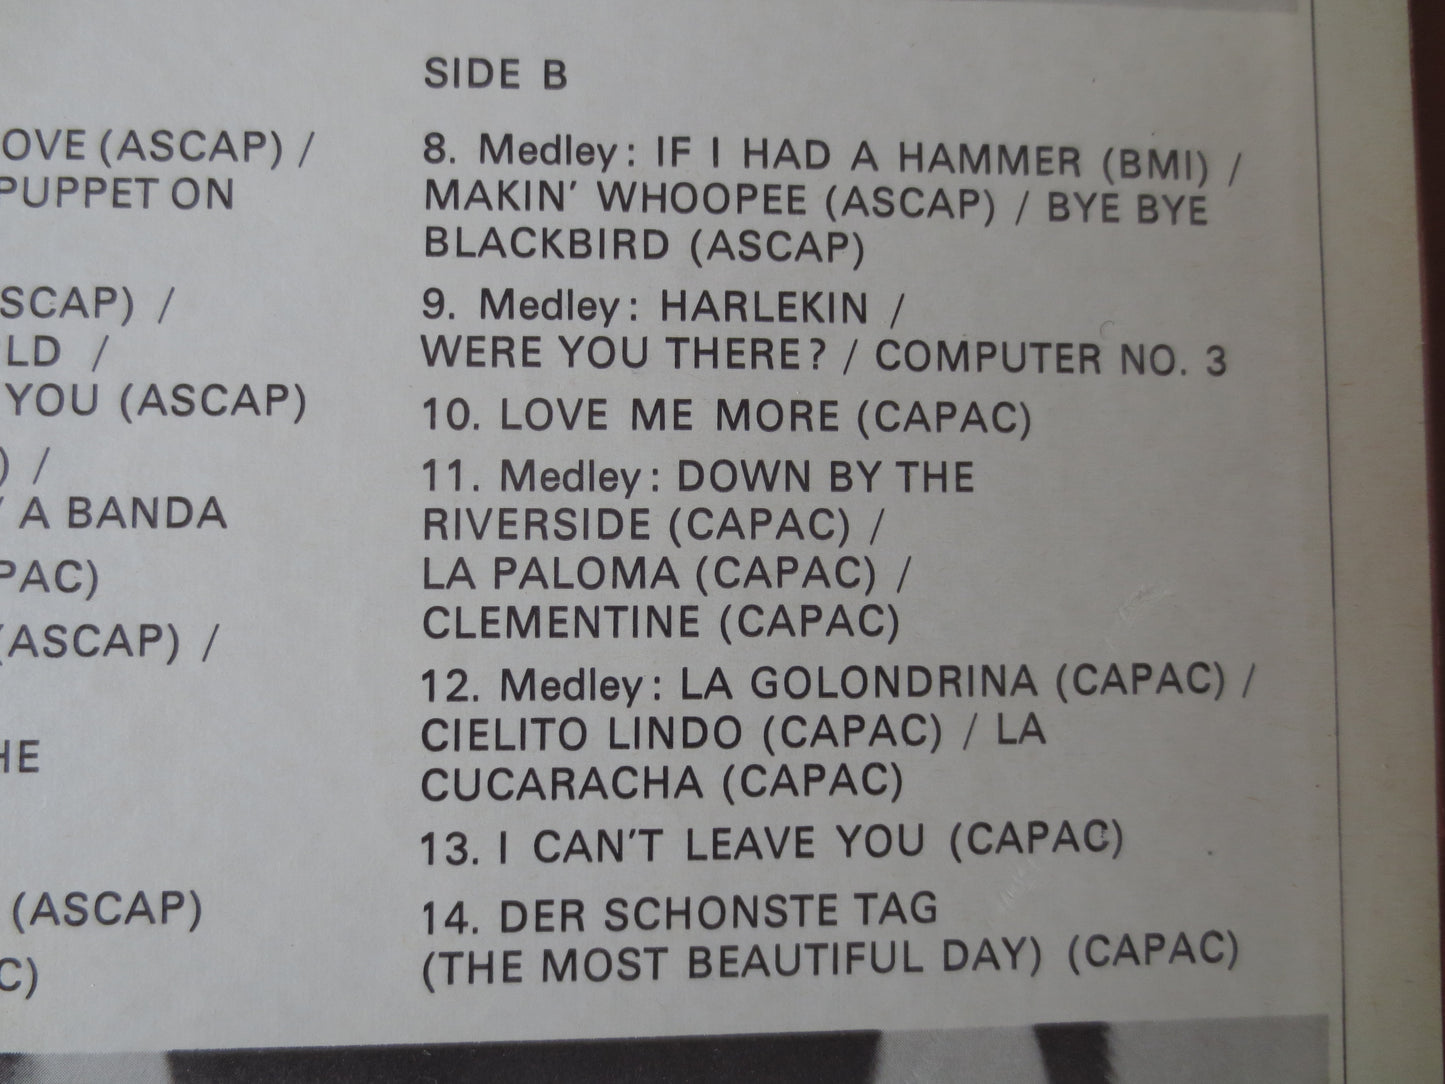 OVE (ASCAP) /
PUPPET ON
SCAP) /
LD /
YOU (ASCAP)
) /
A BANDA
PAC)
(ASCAP) /
HE
(ASCAP)
C)
SIDE B
8. Medley: IF I HAD A HAMMER (BMI) /
MAKIN' WHOOPEE (ASCAP) / BYE BYE
BLACKBIRD (ASCAP)
9. Medley: HARLEKIN /
WERE YOU THERE? / COMPUTER NO. 3
10. LOVE ME MORE (CAPAC)
11. Medley: DOWN BY THE
RIVERSIDE (CAPAC) /
LA PALOMA (CAPAC) /
CLEMENTINE (CAPAC)
12. Medley: LA GOLONDRINA (CAPAC) /
CIELITO LINDO (CAPAC) / LA
CUCARACHA (CAPAC)
13. I CAN'T LEAVE YOU (CAPAC)
14. DER SCHONSTE TAG
(THE MOST BEAUTIFUL DAY) (CAPAC)